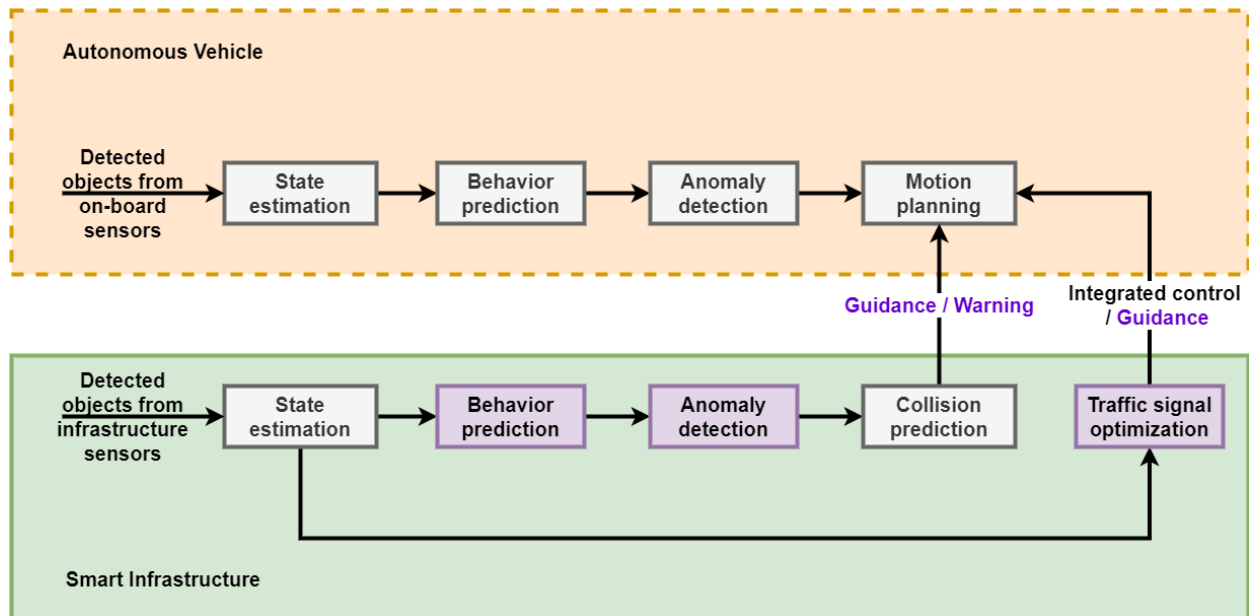 Autonomous Vehicle
Detected
objects from
on-board
sensors
State
estimation
Behavior
prediction
Anomaly
detection
Motion
planning
Guidance / Warning
Integrated control
/ Guidance
Detected
objects from
infrastructure
sensors
State
estimation
Behavior
prediction
Anomaly
detection
Collision
prediction
Traffic signal
optimization
Smart Infrastructure